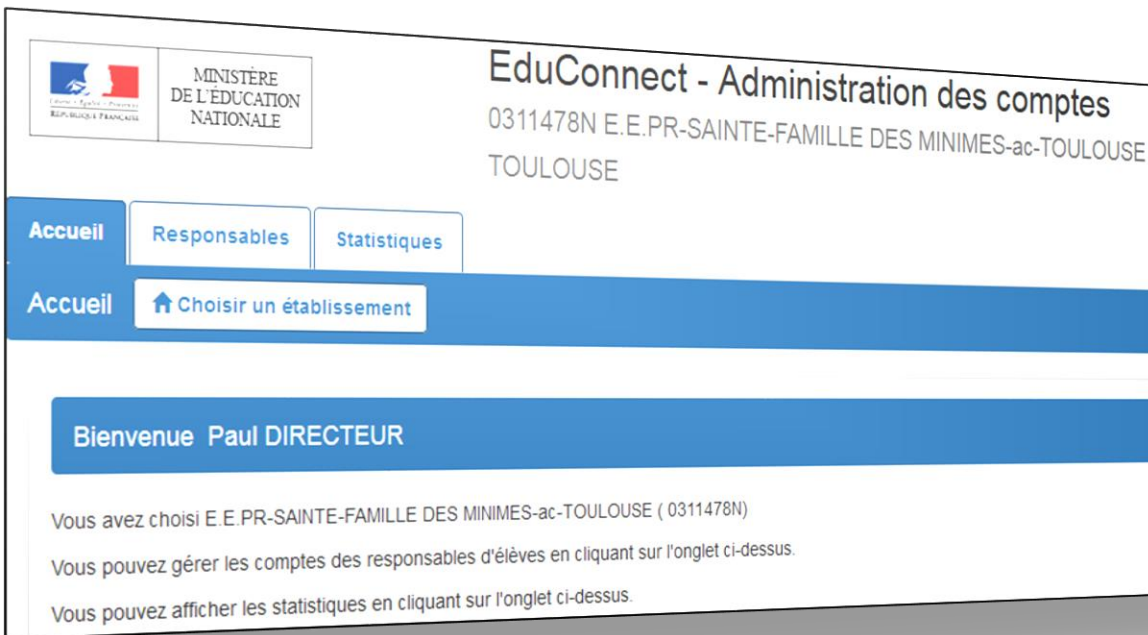 MINISTÈRE
DE L'ÉDUCATION
NATIONALE
RÉPUBLIQUE FRANÇAISE
EduConnect - Administration des comptes
0311478N E.E.PR-SAINTE-FAMILLE DES MINIMES-ac-TOULOUSE
TOULOUSE
Accueil
Responsables
Statistiques
Accueil
Choisir un établissement
Bienvenue Paul DIRECTEUR
Vous avez choisi E.E.PR-SAINTE-FAMILLE DES MINIMES-ac-TOULOUSE ( 0311478N)
Vous pouvez gérer les comptes des responsables d'élèves en cliquant sur l'onglet ci-dessus.
Vous pouvez afficher les statistiques en cliquant sur l'onglet ci-dessus.